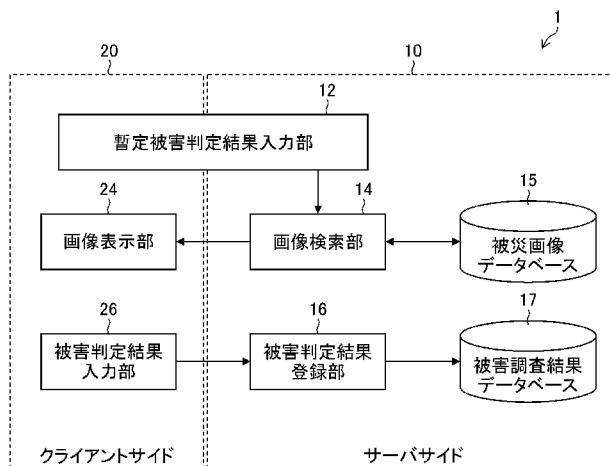 1
20
10
12
暫定被害判定結果入力部
24
14
15
画像表示部
画像検索部
被災画像
データベース
26
16
17
被害判定結果
入力部
被害判定結果
登録部
被害調査結果
データベース
クライアントサイド
サーバサイド